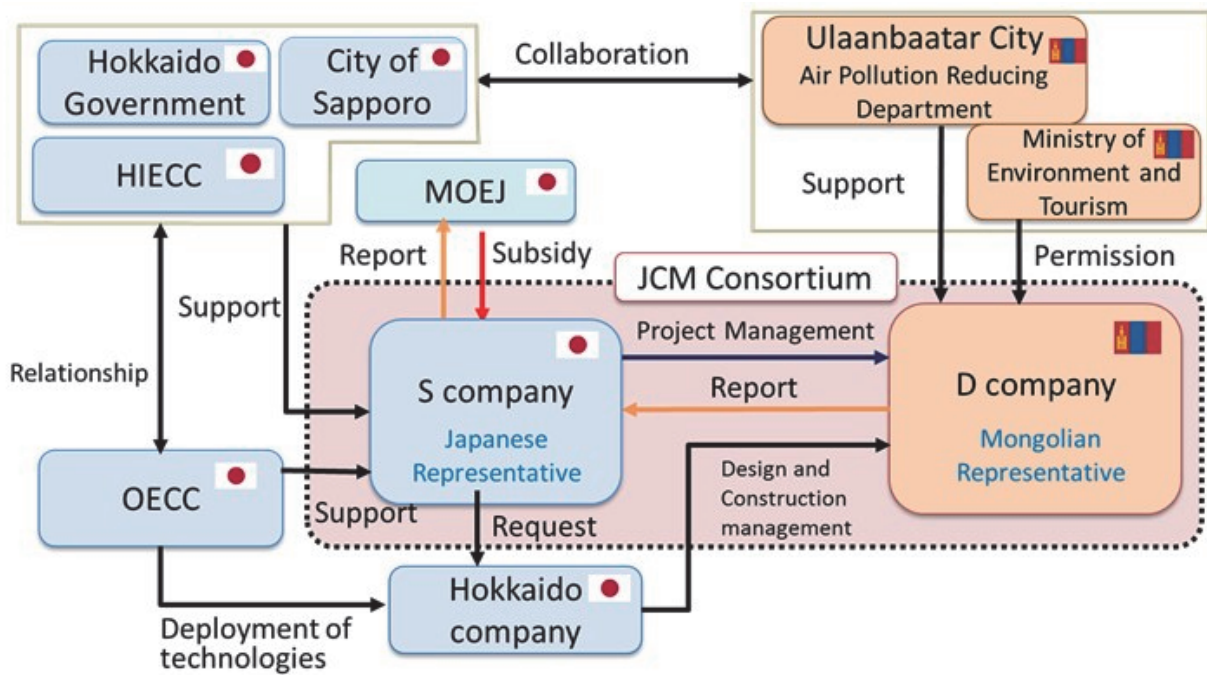 Hokkaido
Government
City of
Sapporo
HIECC
Collaboration
Ulaanbaatar City
Air Pollution Reducing
Department
Ministry of
Environment and
Tourism
MOEJ
Support
Permission
Report
Subsidy
JCM Consortium
Support
Relationship
S company
Japanese
Representative
Project Management
Report
D company
Mongolian
Representative
OECC
Support
Request
Design and
Construction
management
Hokkaido
company
Deployment of
technologies